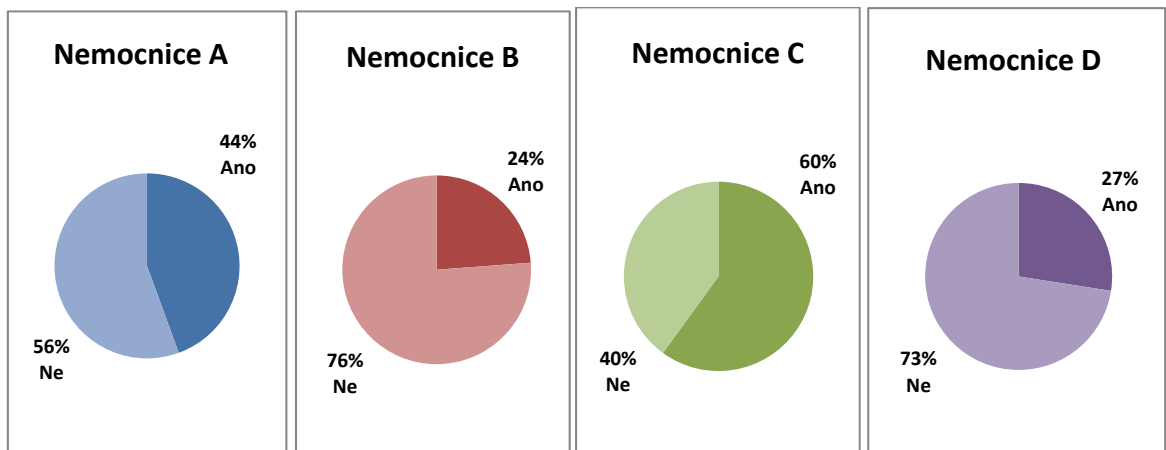 Nemocnice A
44%
Ano
56%
Ne
Nemocnice B
24%
Ano
76%
Ne
Nemocnice C
60%
Ano
40%
Ne
Nemocnice D
27%
Ano
73%
Ne